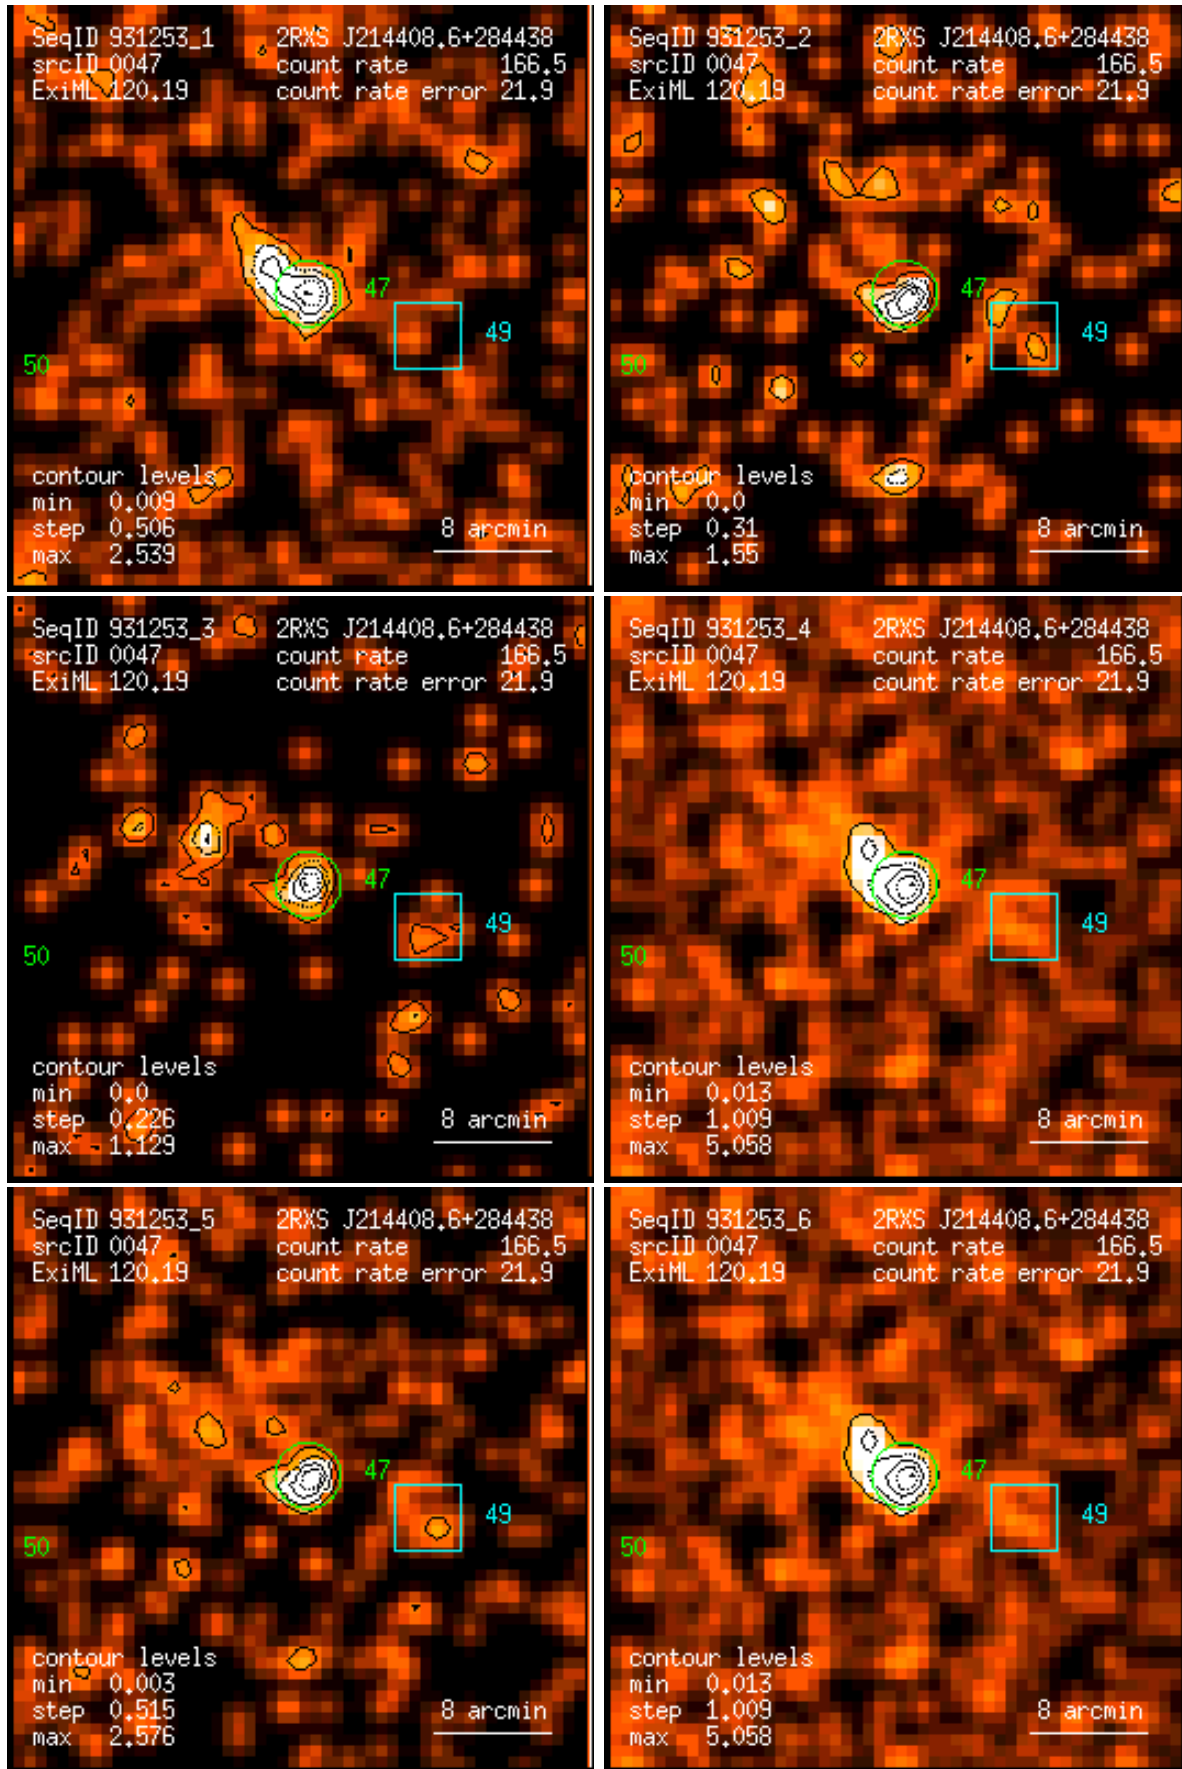 SeqID 931253_1 2RXS J214408.6+284438
srcID 0047 count rate 166.5
ExiML 120.19 count rate error 21.9
47
49
50
contour levels
min 0.009
step 0.506 8 arcmin
max 2.539
SeqID 931253_2 2RXS J214408.6+284438
srcID 0047 count rate 166.5
ExiML 120.19 count rate error 21.9
47
49
50
contour levels
min 0.0
step 0.31 8 arcmin
max 1.55
SeqID 931253_3 2RXS J214408.6+284438
srcID 0047 count rate 166.5
ExiML 120.19 count rate error 21.9
47
49
50
contour levels
min 0.0
step 0.226 8 arcmin
max 1.129
SeqID 931253_4 2RXS J214408.6+284438
srcID 0047 count rate 166.5
ExiML 120.19 count rate error 21.9
47
49
50
contour levels
min 0.013
step 1.009 8 arcmin
max 5.058
SeqID 931253_5 2RXS J214408.6+284438
srcID 0047 count rate 166.5
ExiML 120.19 count rate error 21.9
47
49
50
contour levels
min 0.003
step 0.515 8 arcmin
max 2.576
SeqID 931253_6 2RXS J214408.6+284438
srcID 0047 count rate 166.5
ExiML 120.19 count rate error 21.9
47
49
50
contour levels
min 0.013
step 1.009 8 arcmin
max 5.058